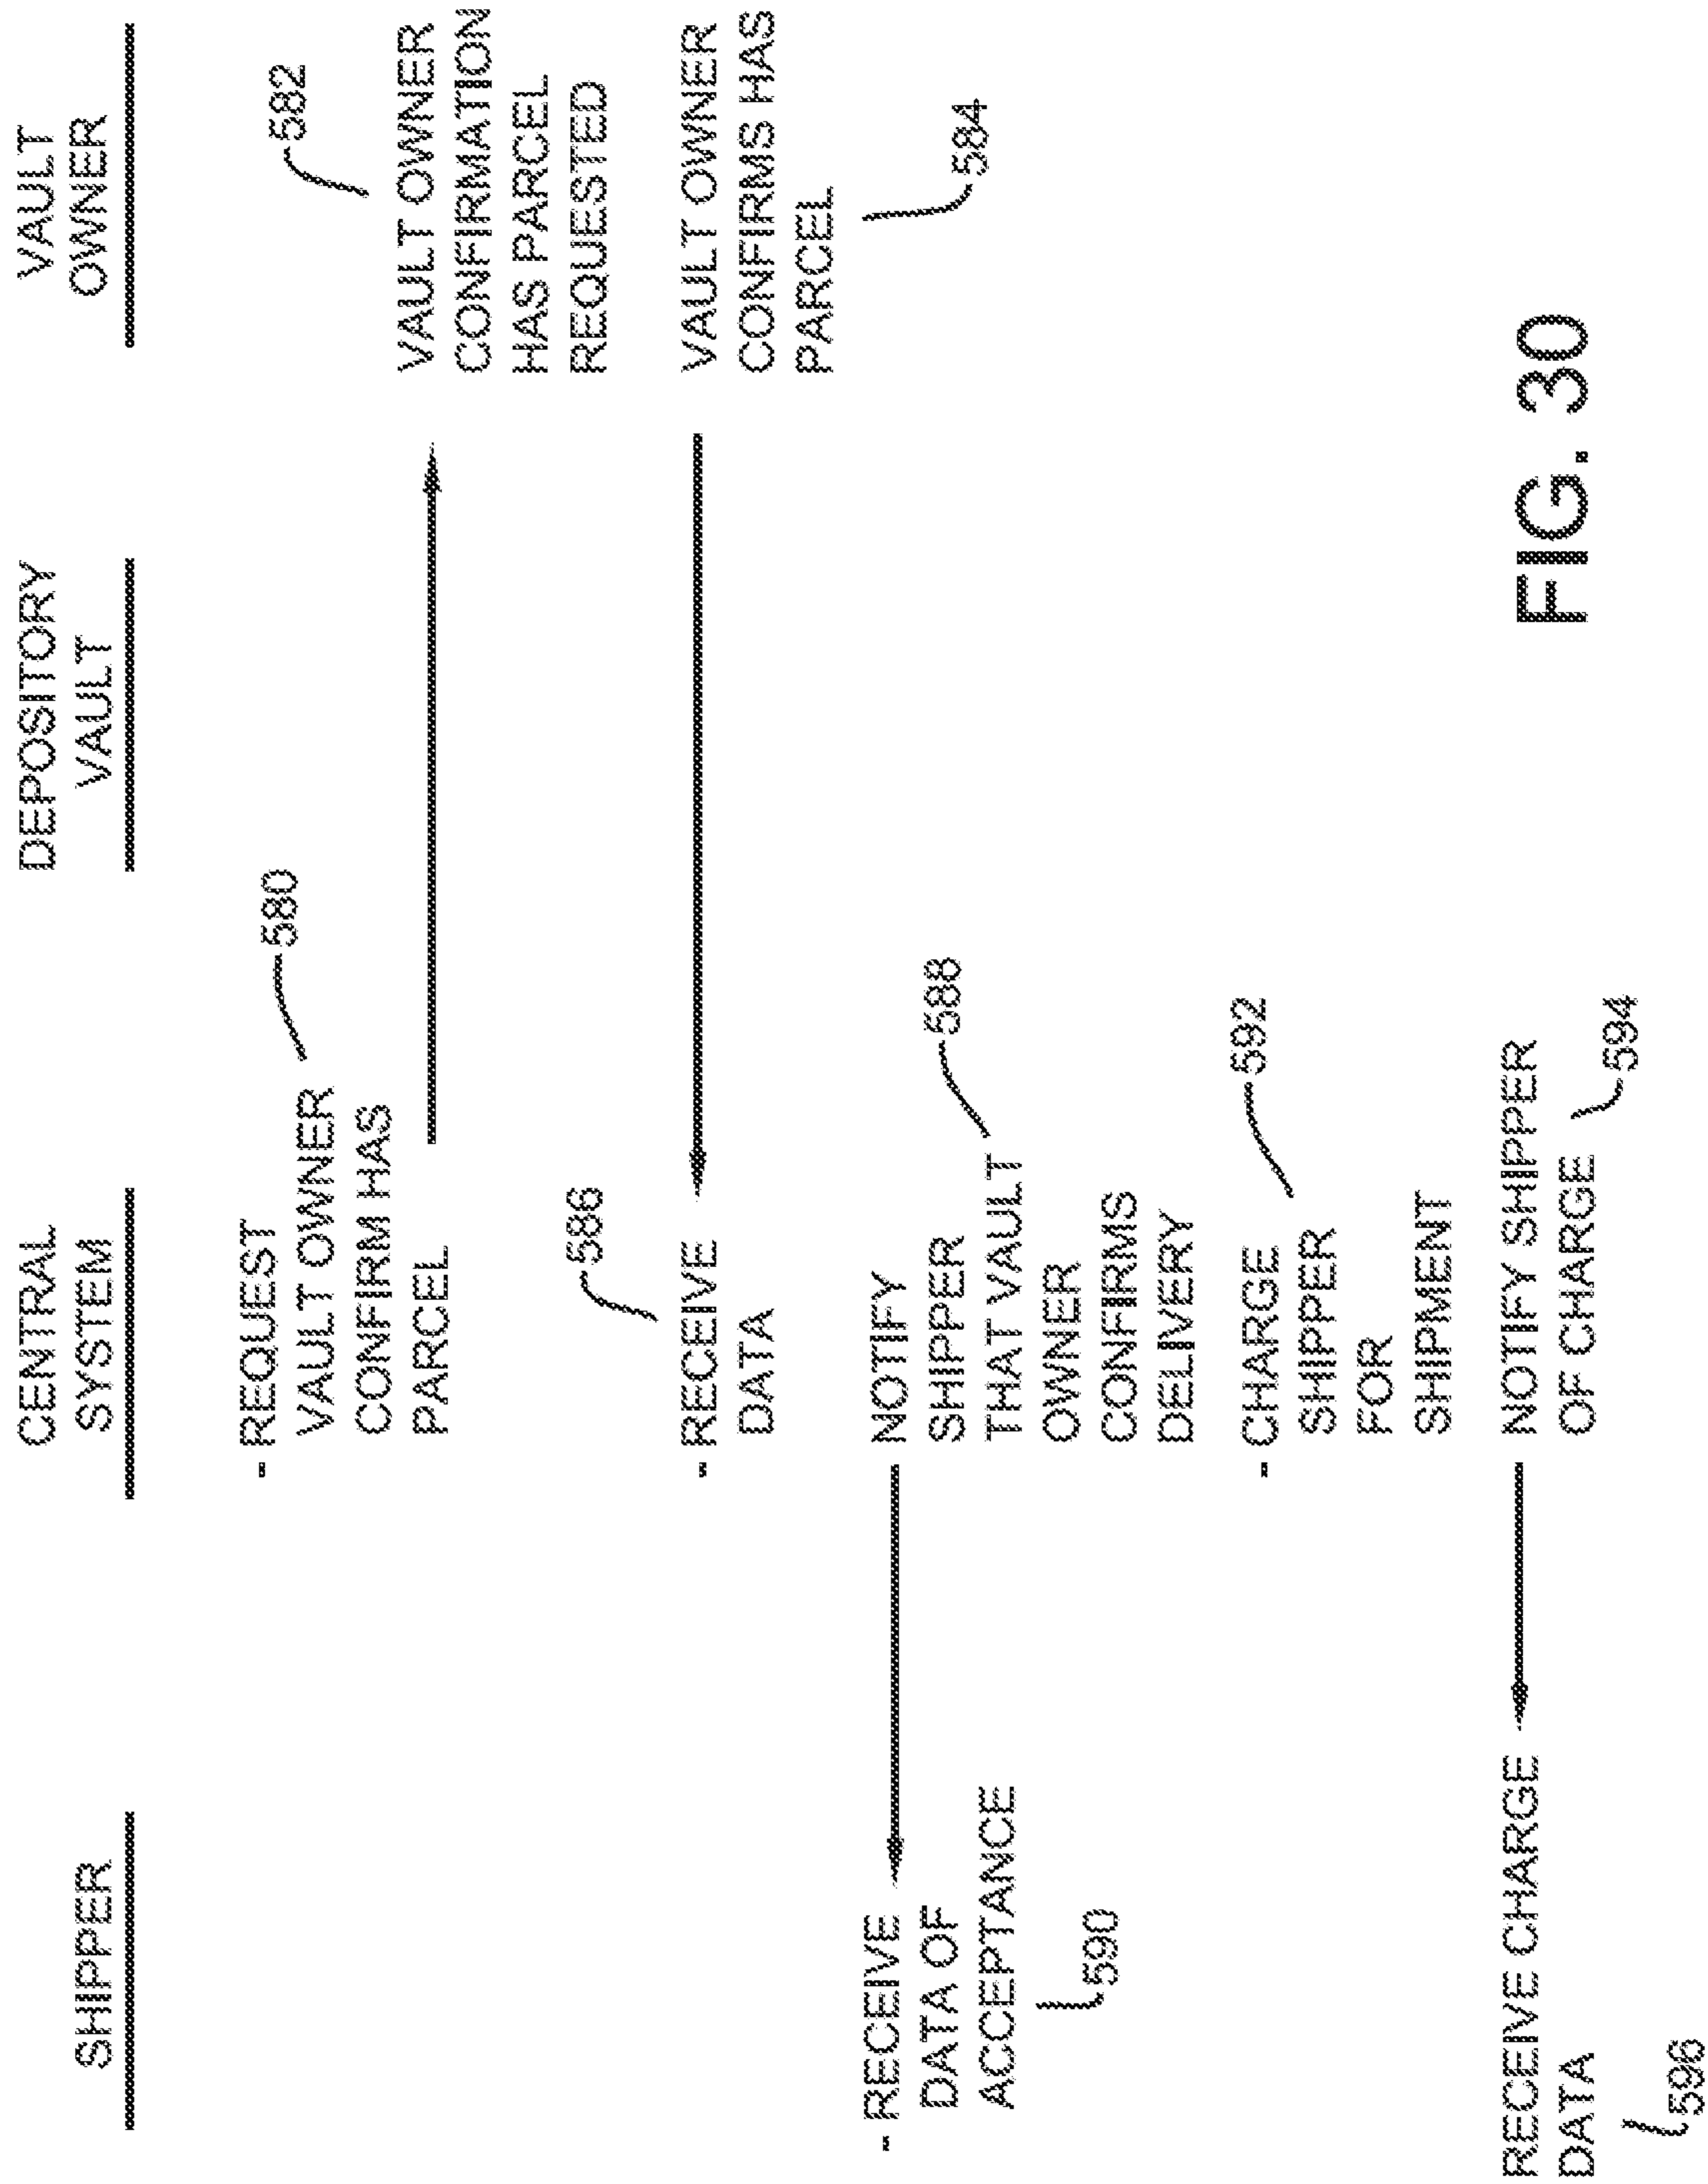 SHIPPER
CENTRAL
SYSTEM
DEPOSITORY
VAULT
VAULT
OWNER
- REQUEST
VAULT OWNER
CONFIRM HAS
PARCEL
580
VAULT OWNER
CONFIRMATION
HAS PARCEL
REQUESTED
582
- RECEIVE
DATA
586
VAULT OWNER
CONFIRMS HAS
PARCEL
584
- RECEIVE
DATA OF
ACCEPTANCE
590
NOTIFY
SHIPPER
THAT VAULT
OWNER
CONFIRMS
DELIVERY
588
- CHARGE
SHIPPER
FOR
SHIPMENT
592
RECEIVE CHARGE
DATA
596
NOTIFY SHIPPER
OF CHARGE
594
FIG. 30